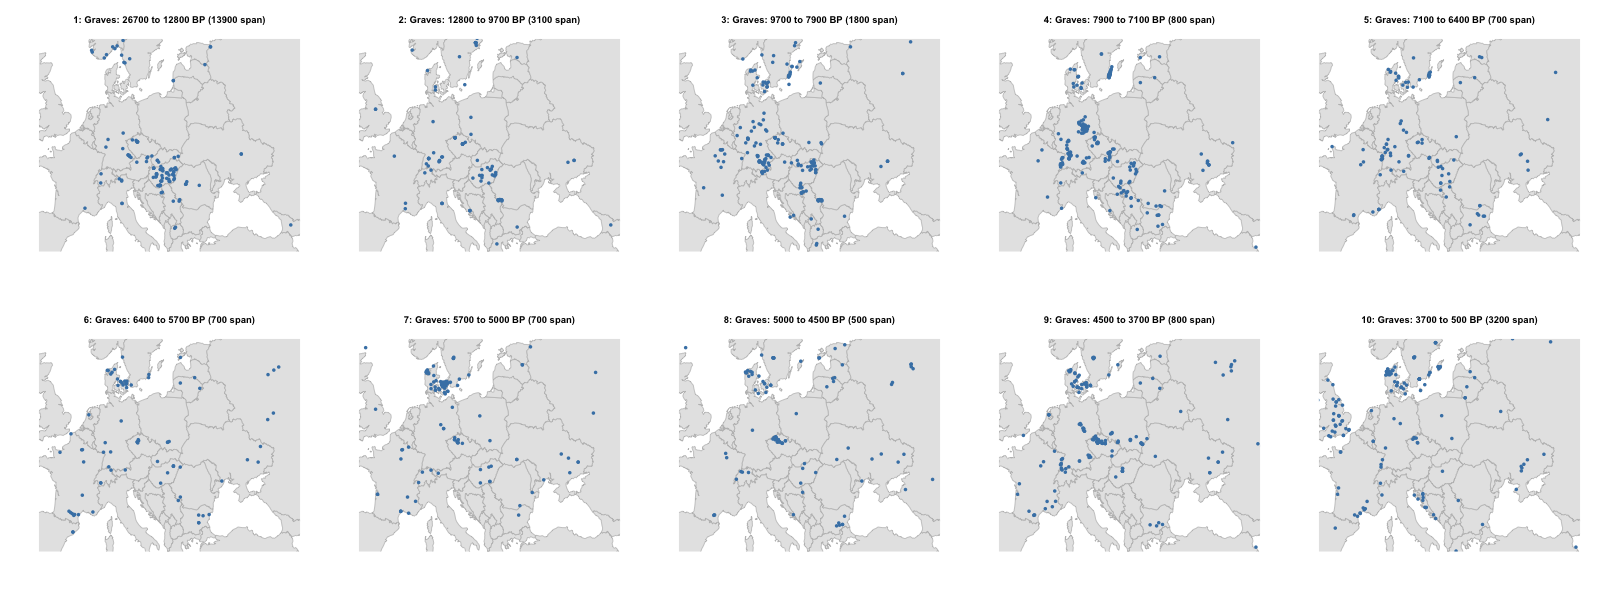 1: Graves: 26700 to 12800 BP (13900 span)
2: Graves: 12800 to 9700 BP (3100 span)
3: Graves: 9700 to 7900 BP (1800 span)
4: Graves: 7900 to 7100 BP (800 span)
5: Graves: 7100 to 6400 BP (700 span)
6: Graves: 6400 to 5700 BP (700 span)
7: Graves: 5700 to 5000 BP (700 span)
8: Graves: 5000 to 4500 BP (500 span)
9: Graves: 4500 to 3700 BP (800 span)
10: Graves: 3700 to 500 BP (3200 span)